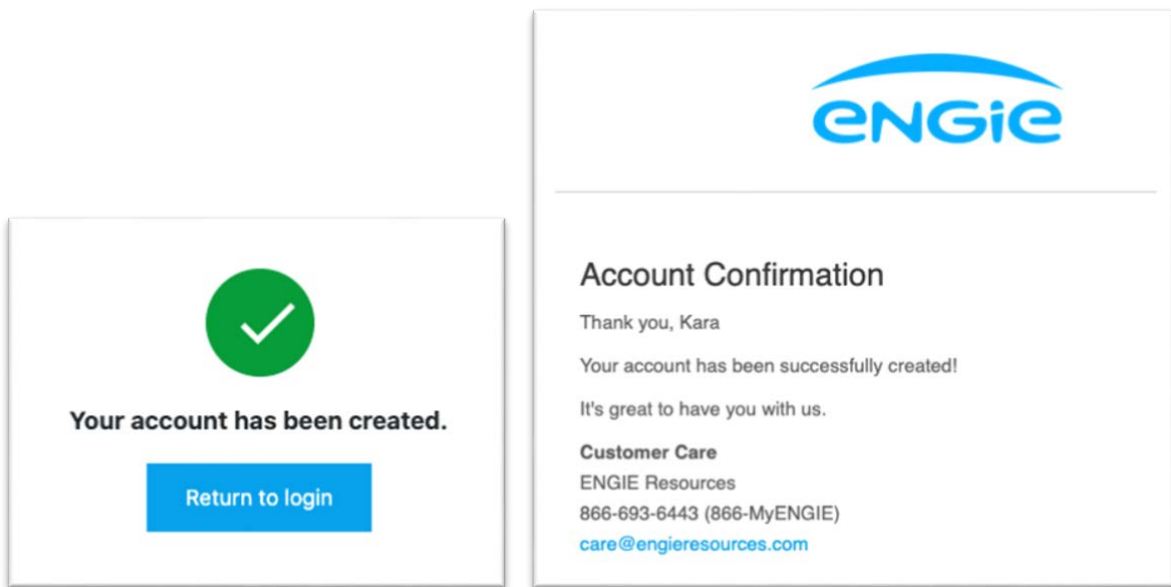 Your account has been created.
Return to login
ENGIE
Account Confirmation
Thank you, Kara
Your account has been successfully created!
It's great to have you with us.
Customer Care
ENGIE Resources
866-693-6443 (866-MyENGIE)
care@engieresources.com